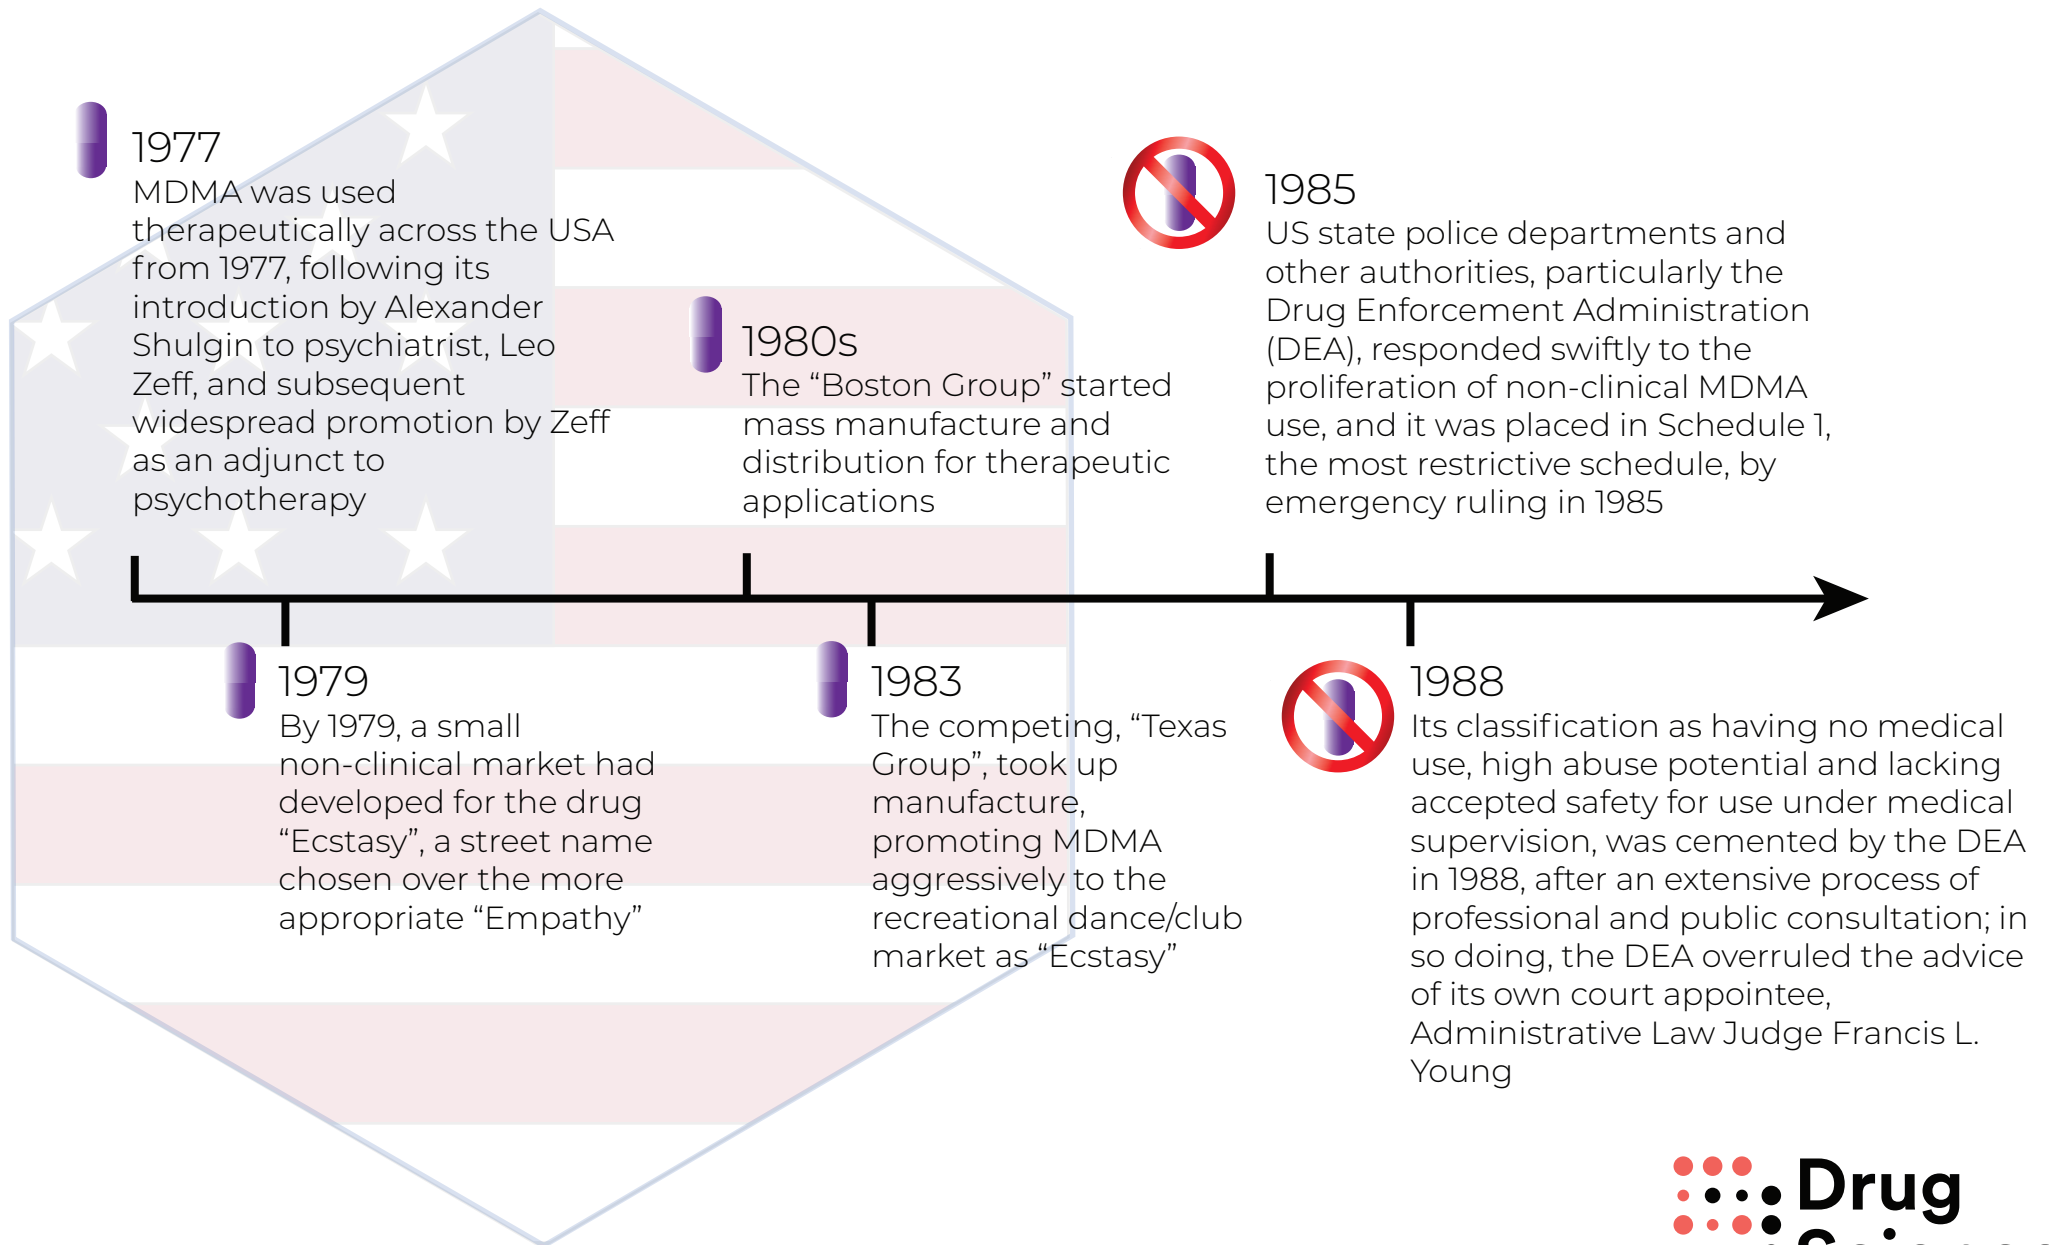 1977
MDMA was used
therapeutically across the USA
from 1977, following its
introduction by Alexander
Shulgin to psychiatrist, Leo
Zeff, and subsequent
widespread promotion by Zeff
as an adjunct to
psychotherapy
1979
By 1979, a small
non-clinical market had
developed for the drug
“Ecstasy”, a street name
chosen over the more
appropriate “Empathy”
1980s
The “Boston Group” started
mass manufacture and
distribution for therapeutic
applications
1983
The competing, “Texas
Group”, took up
manufacture,
promoting MDMA
aggressively to the
recreational dance/club
market as “Ecstasy”
1985
US state police departments and
other authorities, particularly the
Drug Enforcement Administration
(DEA), responded swiftly to the
proliferation of non-clinical MDMA
use, and it was placed in Schedule 1,
the most restrictive schedule, by
emergency ruling in 1985
1988
Its classification as having no medical
use, high abuse potential and lacking
accepted safety for use under medical
supervision, was cemented by the DEA
in 1988, after an extensive process of
professional and public consultation; in
so doing, the DEA overruled the advice
of its own court appointee,
Administrative Law Judge Francis L.
Young
Drug